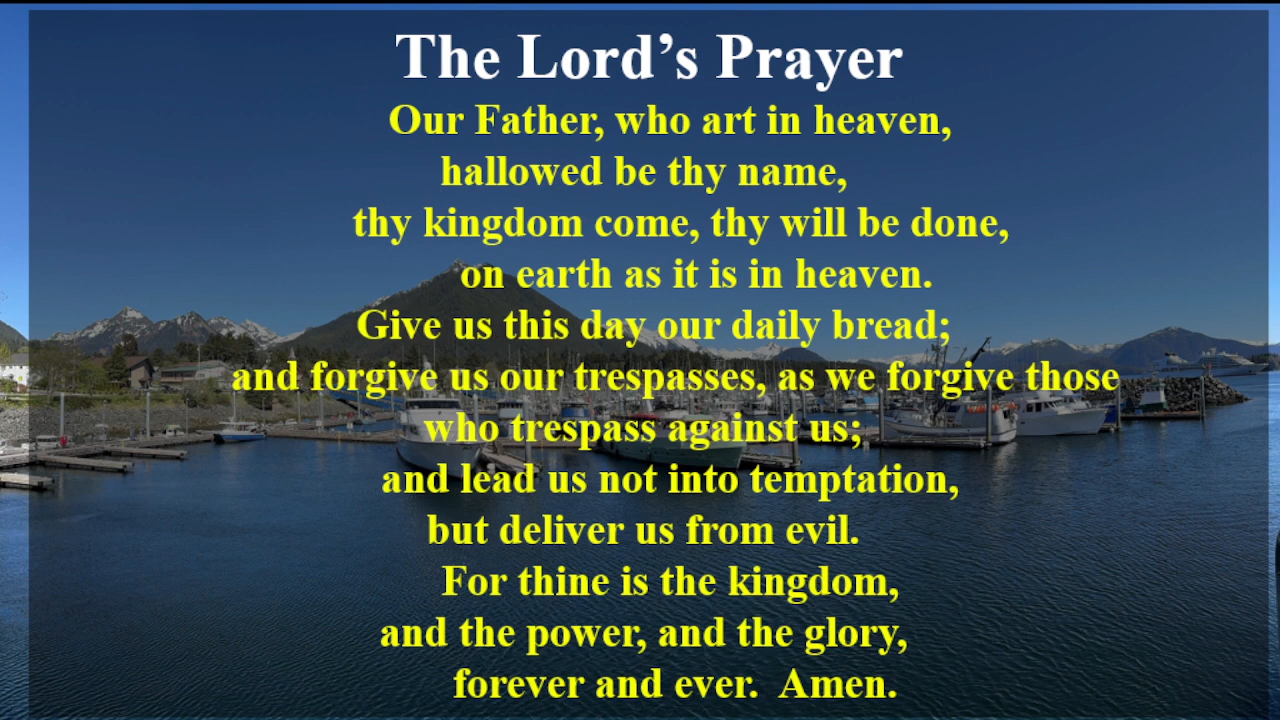 The Lord’s Prayer
Our Father, who art in heaven,
hallowed be thy name,
thy kingdom come, thy will be done,
on earth as it is in heaven.
Give us this day our daily bread;
and forgive us our trespasses, as we forgive those
who trespass against us;
and lead us not into temptation,
but deliver us from evil.
For thine is the kingdom,
and the power, and the glory,
forever and ever.  Amen.